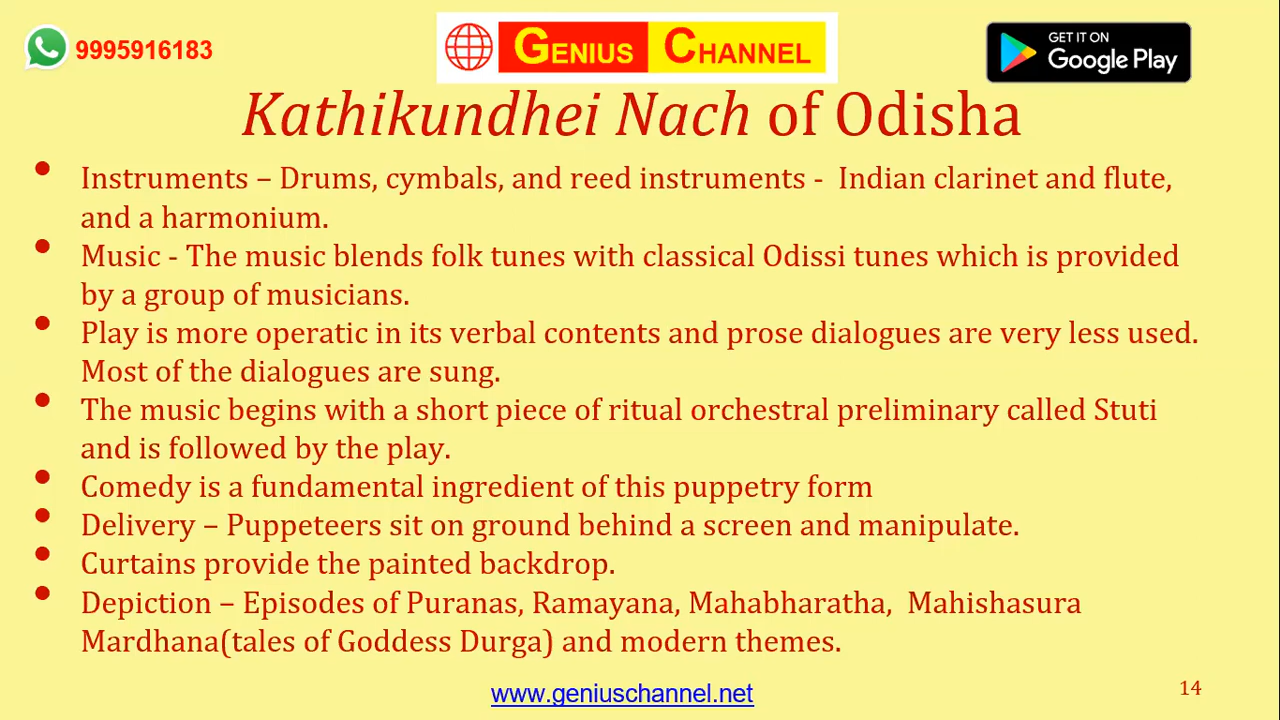 9995916183
GENIUS CHANNEL
GET IT ON
Google Play
Kathikundhei Nach of Odisha
• Instruments – Drums, cymbals, and reed instruments - Indian clarinet and flute,
and a harmonium.
• Music - The music blends folk tunes with classical Odissi tunes which is provided
by a group of musicians.
• Play is more operatic in its verbal contents and prose dialogues are very less used.
Most of the dialogues are sung.
• The music begins with a short piece of ritual orchestral preliminary called Stuti
and is followed by the play.
• Comedy is a fundamental ingredient of this puppetry form
• Delivery – Puppeteers sit on ground behind a screen and manipulate.
• Curtains provide the painted backdrop.
• Depiction – Episodes of Puranas, Ramayana, Mahabharatha, Mahishasura
Mardhana(tales of Goddess Durga) and modern themes.
www.geniuschannel.net
14